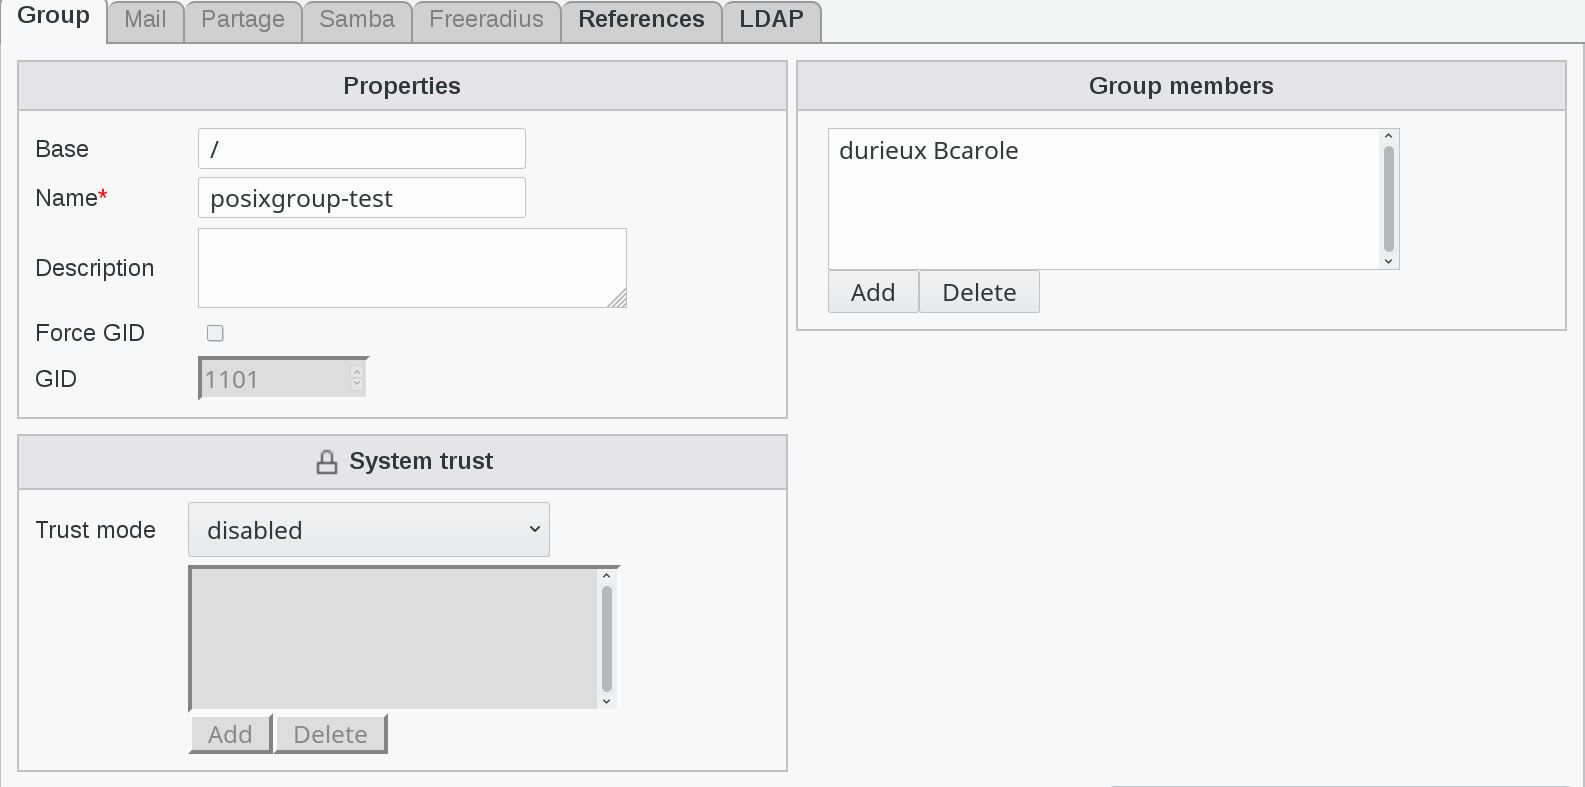 Group Mail Partage Samba Freeradius References LDAP
Properties
Base /
Name* posixgroup-test
Description
Force GID
GID 1101
System trust
Trust mode disabled
Add Delete
Group members
durieux Bcarole
Add Delete